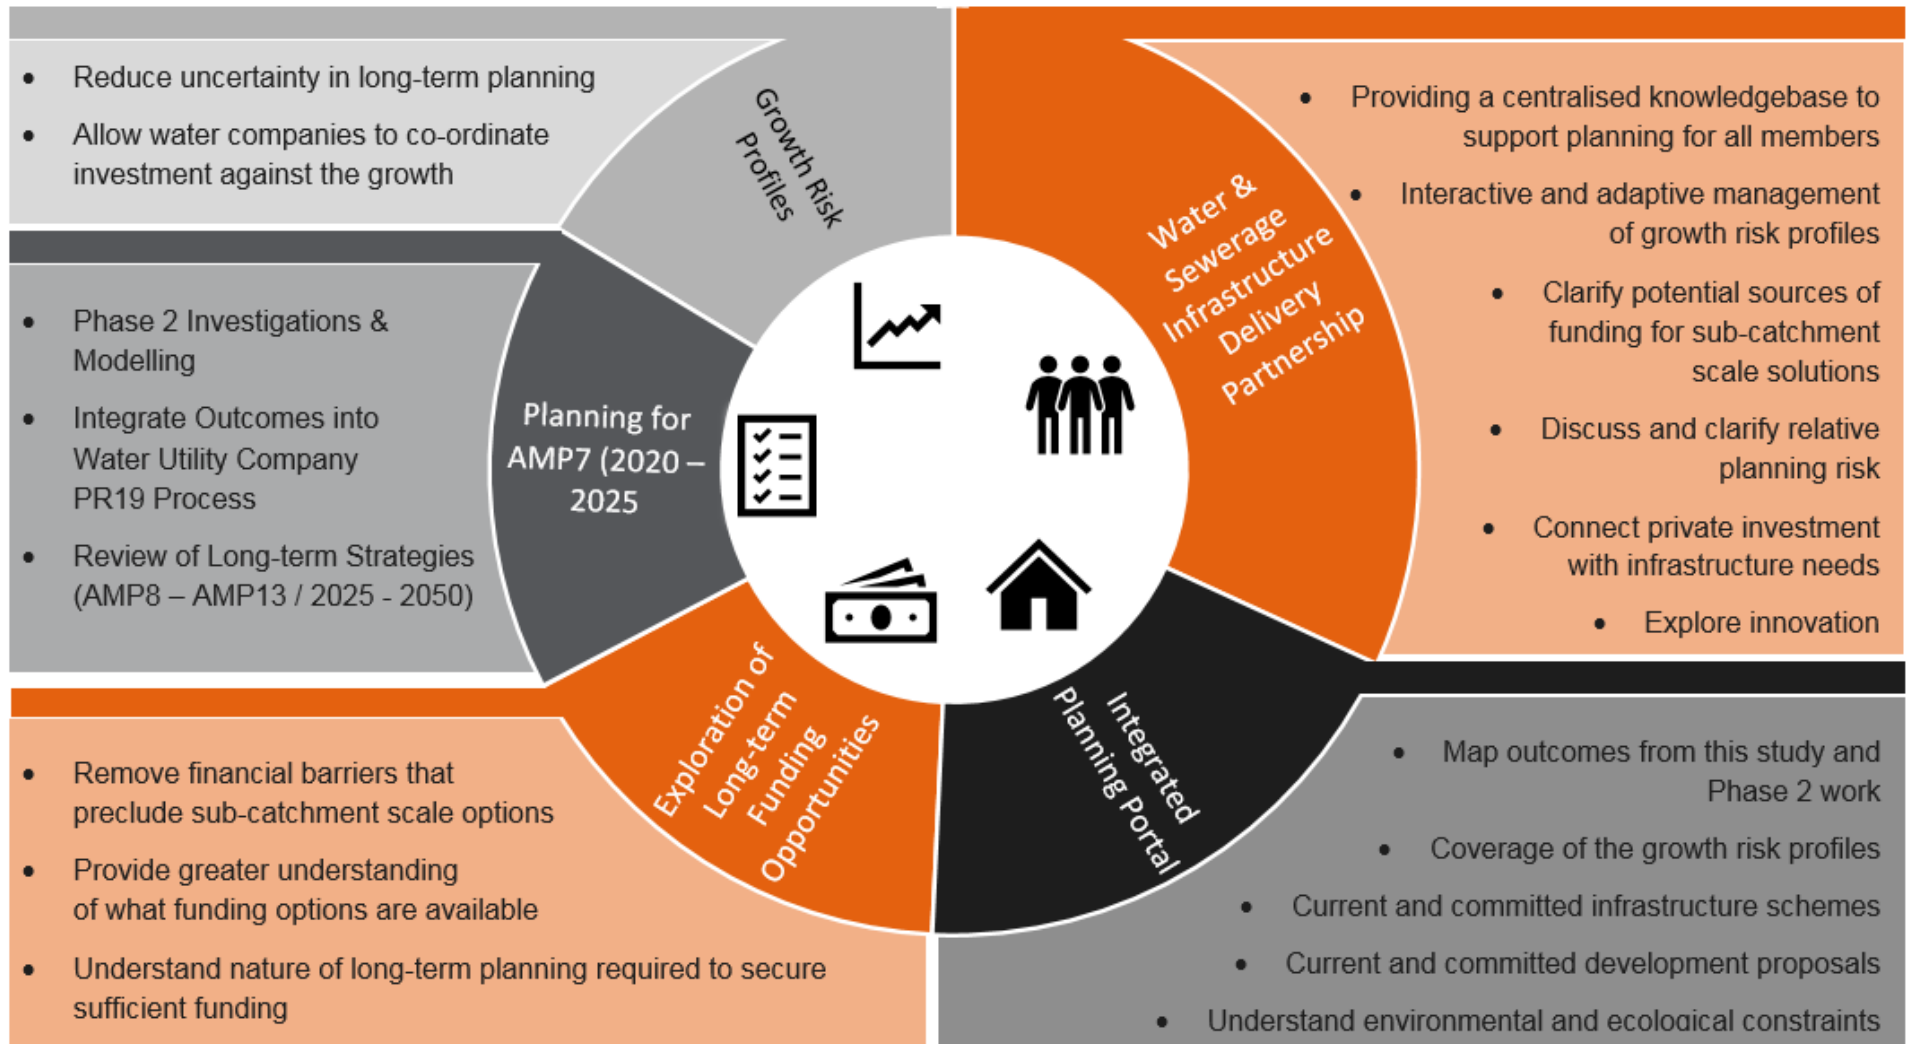 • Reduce uncertainty in long-term planning
• Allow water companies to co-ordinate
investment against the growth
Growth Risk
Profiles
• Phase 2 Investigations &
Modelling
• Integrate Outcomes into
Water Utility Company
PR19 Process
• Review of Long-term Strategies
(AMP8 – AMP13 / 2025 - 2050)
Planning for
AMP7 (2020 –
2025
• Remove financial barriers that
preclude sub-catchment scale options
• Provide greater understanding
of what funding options are available
• Understand nature of long-term planning required to secure
sufficient funding
Exploration of
Long-term
Funding
Opportunities
Water &
Sewerage
Infrastructure
Delivery
Partnership
• Providing a centralised knowledgebase to
support planning for all members
• Interactive and adaptive management
of growth risk profiles
• Clarify potential sources of
funding for sub-catchment
scale solutions
• Discuss and clarify relative
planning risk
• Connect private investment
with infrastructure needs
• Explore innovation
Integrated
Planning Portal
• Map outcomes from this study and
Phase 2 work
• Coverage of the growth risk profiles
• Current and committed infrastructure schemes
• Current and committed development proposals
• Understand environmental and ecological constraints